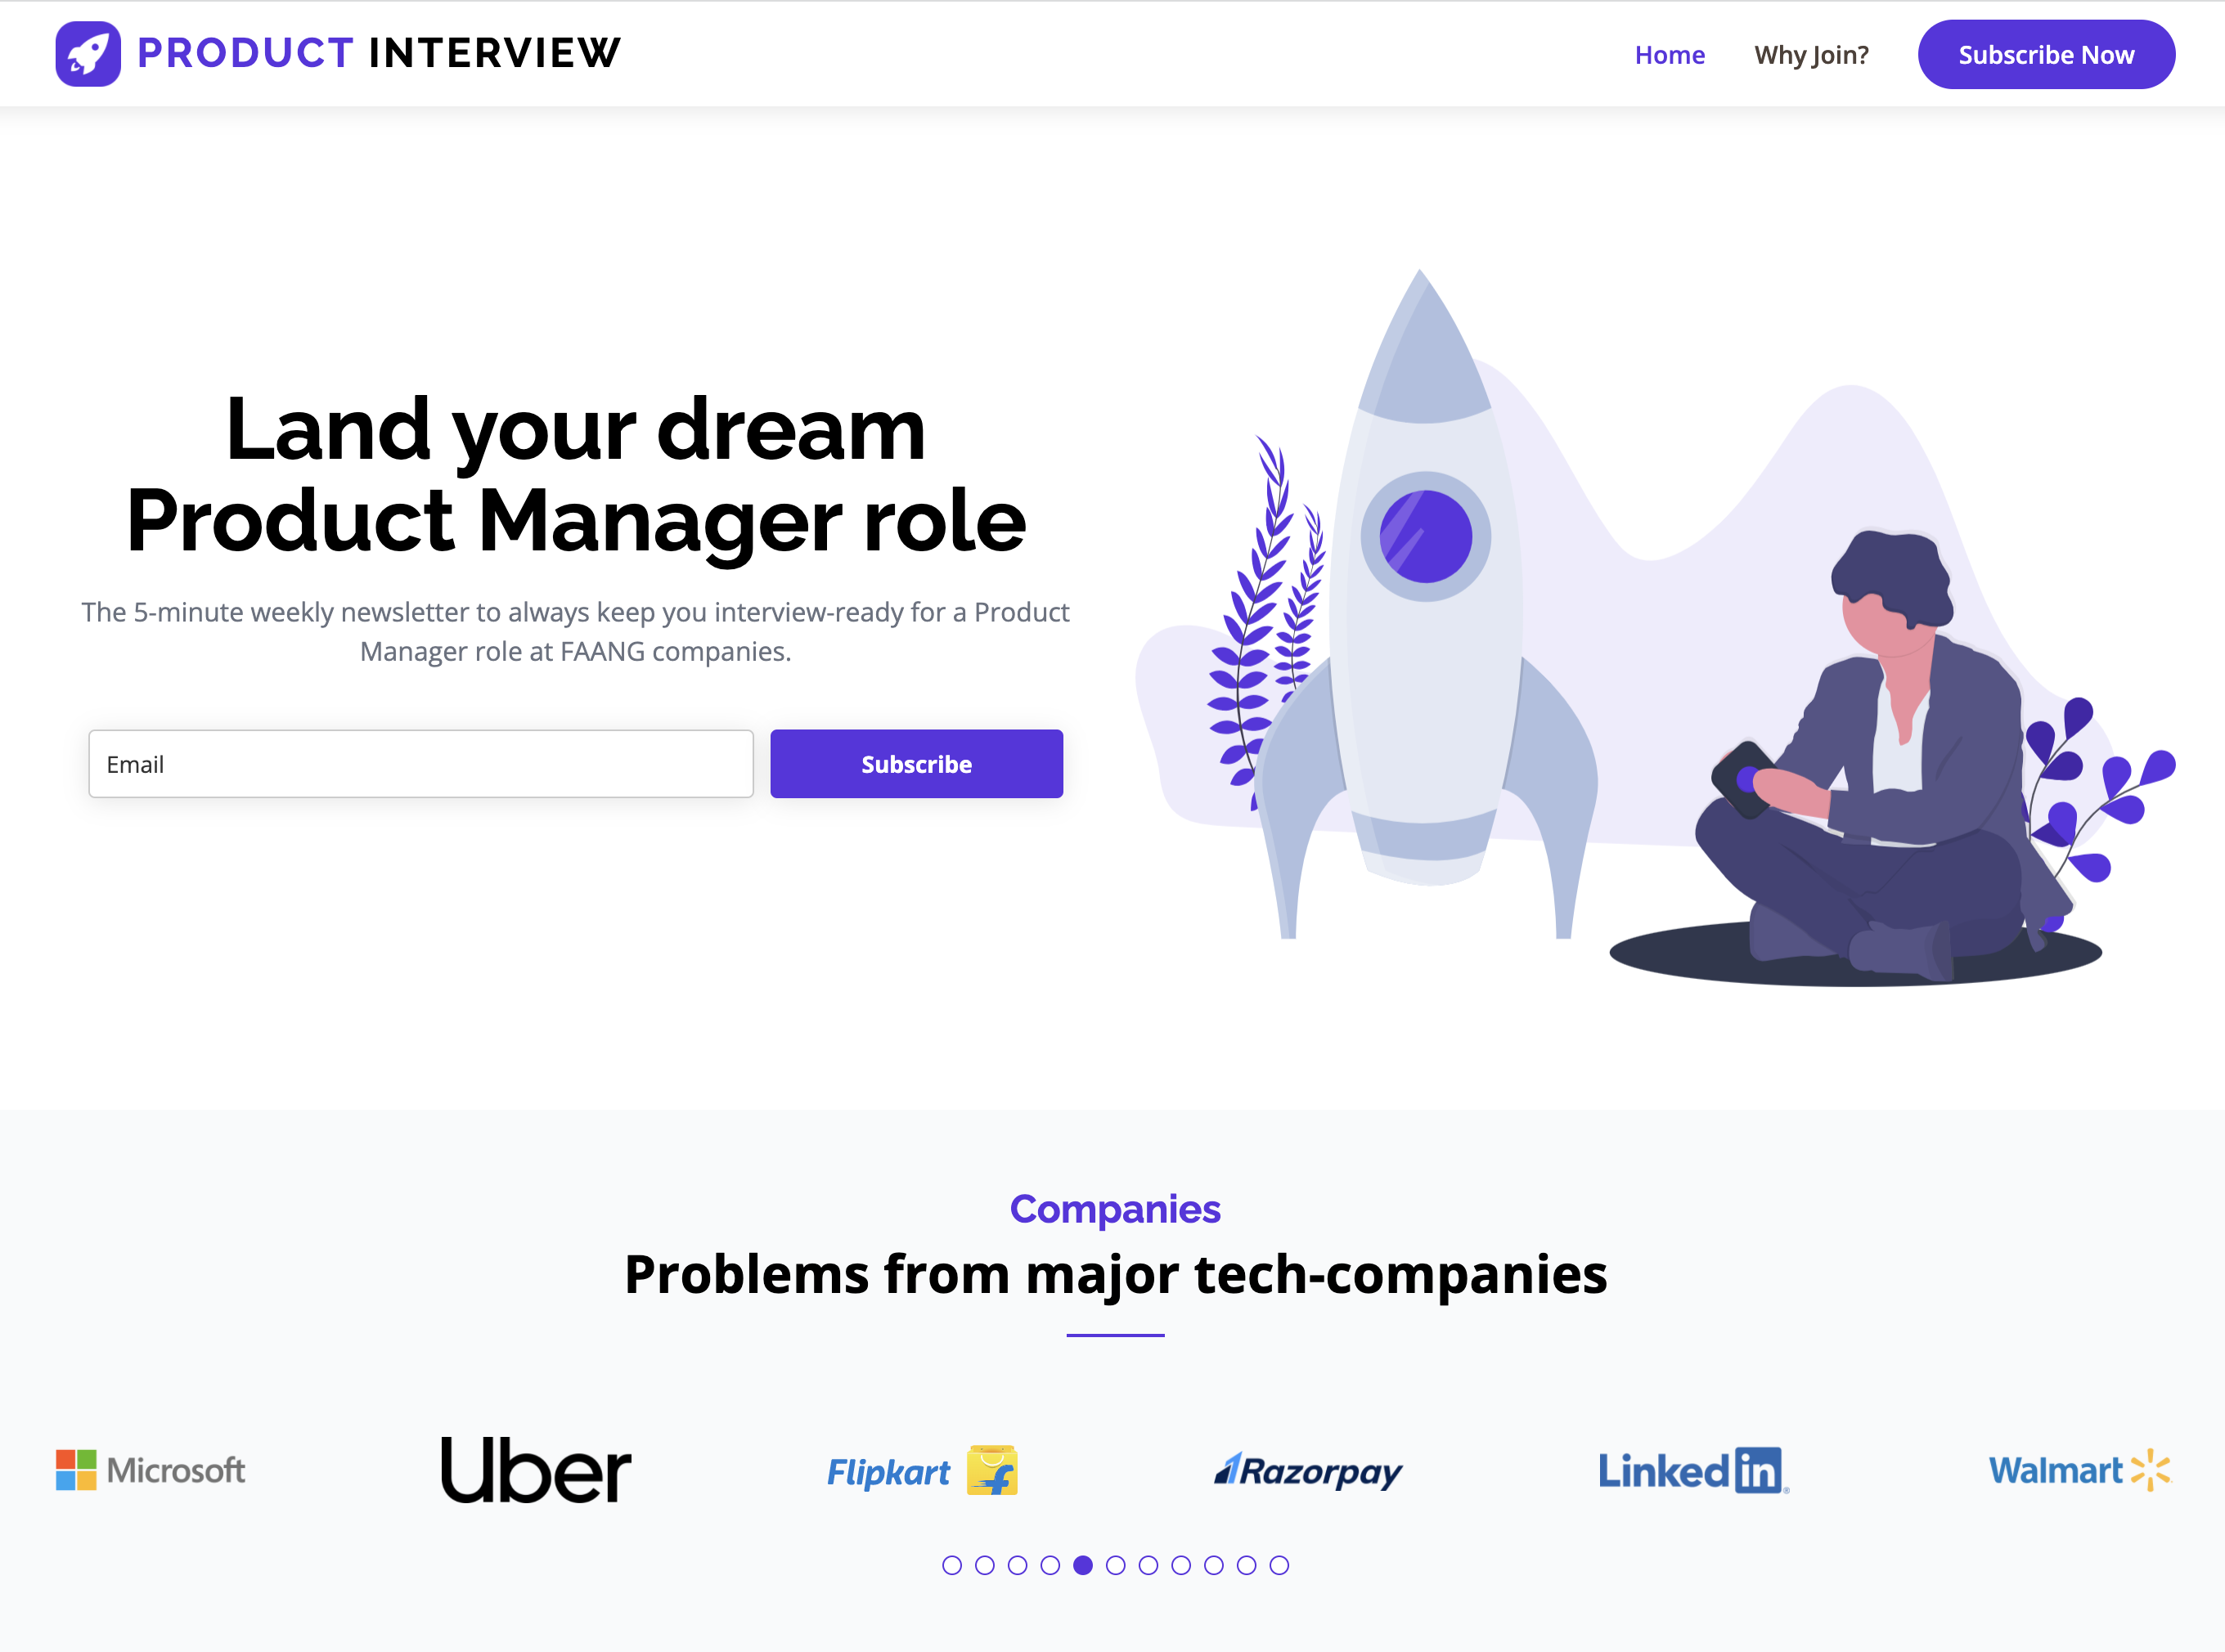 PRODUCT INTERVIEW
Home
Why Join?
Subscribe Now
Land your dream
Product Manager role
The 5-minute weekly newsletter to always keep you interview-ready for a Product
Manager role at FAANG companies.
Email
Subscribe
Companies
Problems from major tech-companies
Microsoft
Uber
Flipkart
Razorpay
Linked in®
Walmart